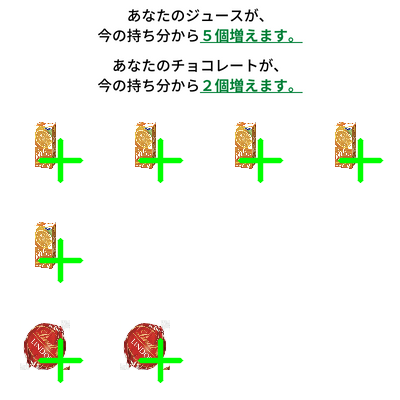 あなたのジュースが、
今の持ち分から５個増えます。
あなたのチョコレートが、
今の持ち分から２個増えます。